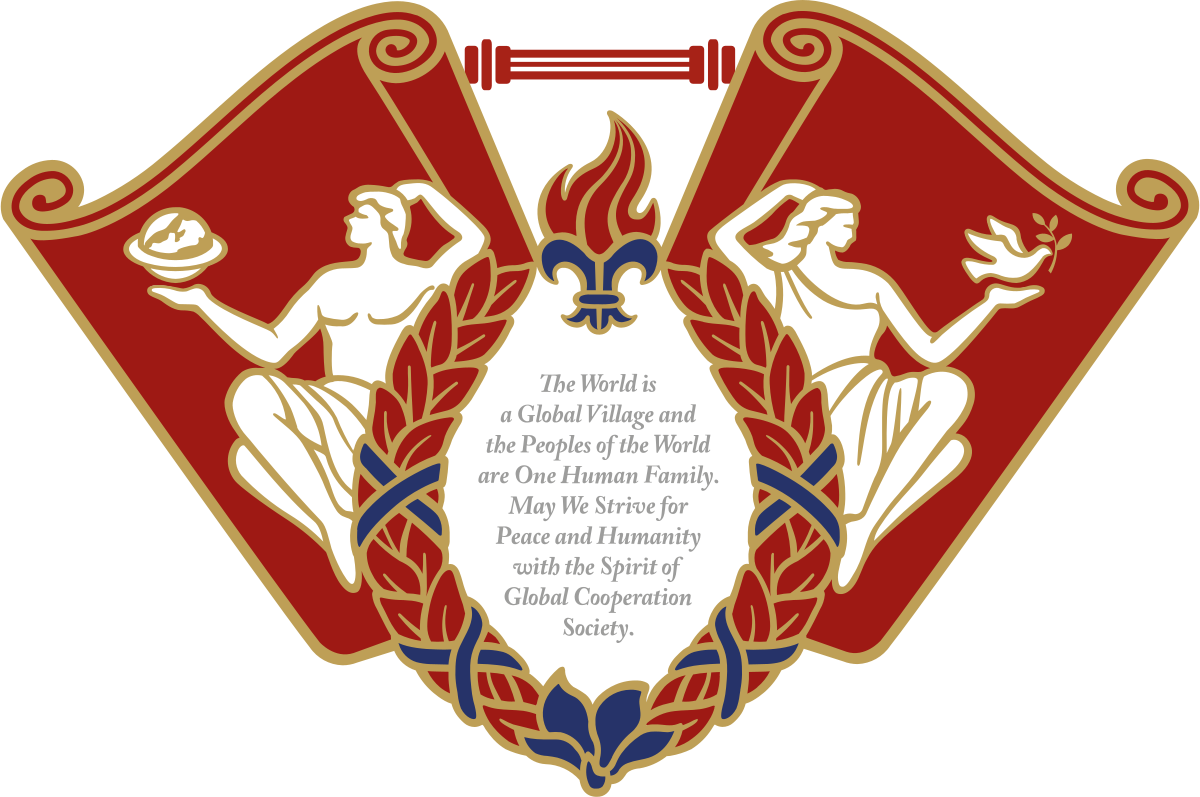 The World is
a Global Village and
the Peoples of the World
are One Human Family.
May We Strive for
Peace and Humanity
with the Spirit of
Global Cooperation
Society.